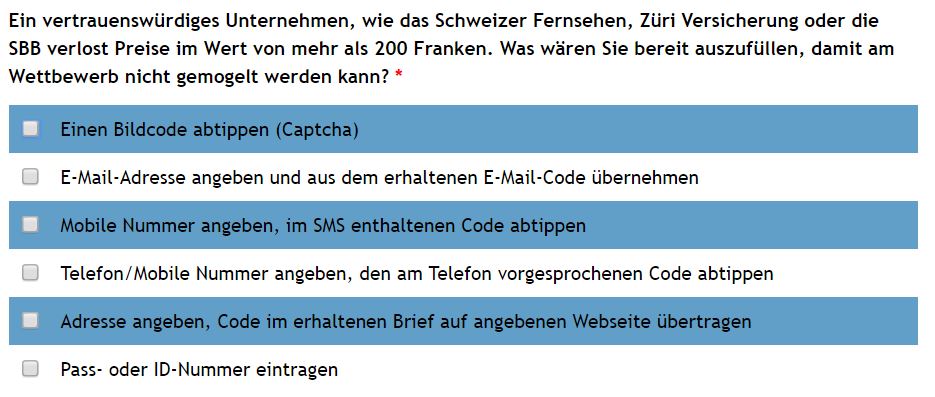 Ein vertrauenswürdiges Unternehmen, wie das Schweizer Fernsehen, Züri Versicherung oder die
SBB verlost Preise im Wert von mehr als 200 Franken. Was wären Sie bereit auszufüllen, damit am
Wettbewerb nicht gemogelt werden kann? *
Einen Bildcode abtippen (Captcha)
E-Mail-Adresse angeben und aus dem erhaltenen E-Mail-Code übernehmen
Mobile Nummer angeben, im SMS enthaltenen Code abtippen
Telefon/Mobile Nummer angeben, den am Telefon vorgesprochenen Code abtippen
Adresse angeben, Code im erhaltenen Brief auf angebenen Webseite übertragen
Pass- oder ID-Nummer eintragen